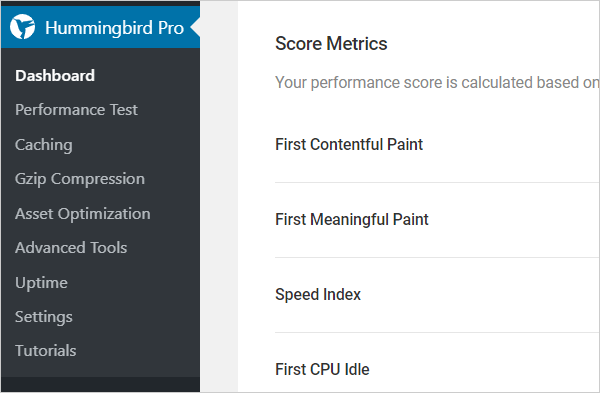 Hummingbird Pro
Dashboard
Performance Test
Caching
Gzip Compression
Asset Optimization
Advanced Tools
Uptime
Settings
Tutorials
Score Metrics
Your performance score is calculated based on
First Contentful Paint
First Meaningful Paint
Speed Index
First CPU Idle